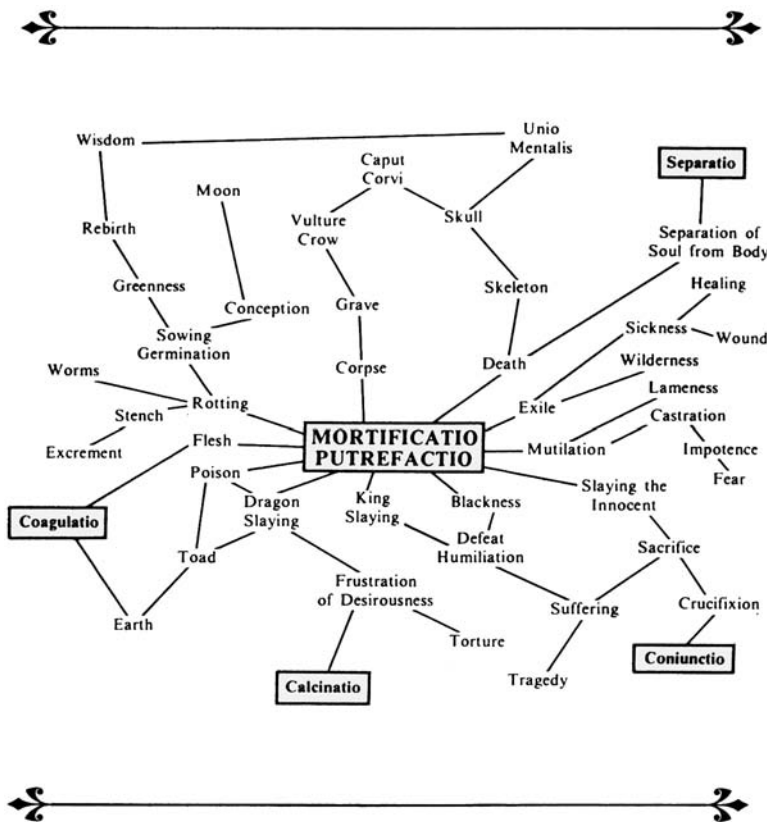 Wisdom
Unio
Mentalis
Caput
Corvi
Separatio
Moon
Vulture
Crow
Skull
Rebirth
Separation of
Soul from Body
Greenness
Skeleton
Healing
Conception
Grave
Sickness
Sowing
Germination
Wound
Worms
Corpse
Death
Wilderness
Lameness
Rotting
Exile
Stench
Castration
Flesh
MORTIFICATIO
PUTREFACTIO
Mutilation
Impotence
Excrement
Poison
Fear
Slaying the
Innocent
Dragon
Slaying
King
Slaying
Blackness
Coagulatio
Defeat
Humiliation
Sacrifice
Toad
Frustration
of Desirousness
Suffering
Crucifixion
Earth
Torture
Coniunctio
Calcinatio
Tragedy